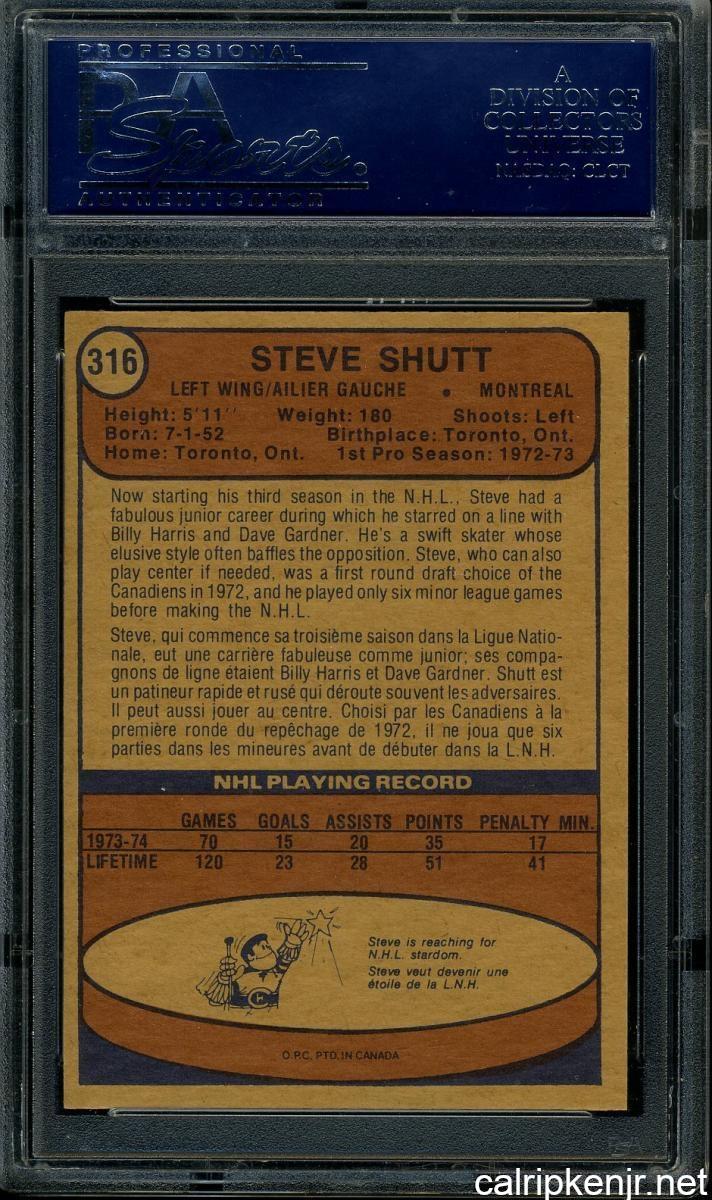 PROFESSIONAL
PSA
Sports.
AUTHENTICATOR
A
DIVISION OF
COLLECTORS
UNIVERSE
NASDAQ: CLCT
316
STEVE SHUTT
LEFT WING/AILIER GAUCHE • MONTREAL
Height: 5'11'' Weight: 180 Shoots: Left
Born: 7-1-52 Birthplace: Toronto, Ont.
Home: Toronto, Ont. 1st Pro Season: 1972-73
Now starting his third season in the N.H.L., Steve had a
fabulous junior career during which he starred on a line with
Billy Harris and Dave Gardner. He's a swift skater whose
elusive style often baffles the opposition. Steve, who can also
play center if needed, was a first round draft choice of the
Canadiens in 1972, and he played only six minor league games
before making the N.H.L.
Steve, qui commence sa troisième saison dans la Ligue Natio-
nale, eut une carrière fabuleuse comme junior; ses compa-
gnons de ligne étaient Billy Harris et Dave Gardner. Shutt est
un patineur rapide et rusé qui déroute souvent les adversaires.
Il peut aussi jouer au centre. Choisi par les Canadiens à la
première ronde du repêchage de 1972, il ne joua que six
parties dans les mineures avant de débuter dans la L.N.H.
NHL PLAYING RECORD
GAMES GOALS ASSISTS POINTS PENALTY MIN.
1973-74 70 15 20 35 17
LIFETIME 120 23 28 51 41
Steve is reaching for
N.H.L. stardom.
Steve veut devenir une
étoile de la L.N.H.
O.P.C. PTD. IN CANADA
PSA
calripkenjr.net